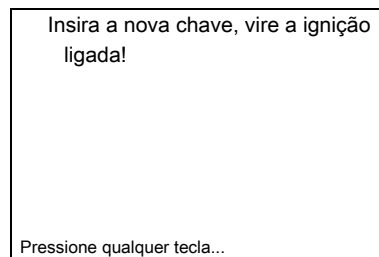 Insira a nova chave, vire a ignição
ligada!
Pressione qualquer tecla...